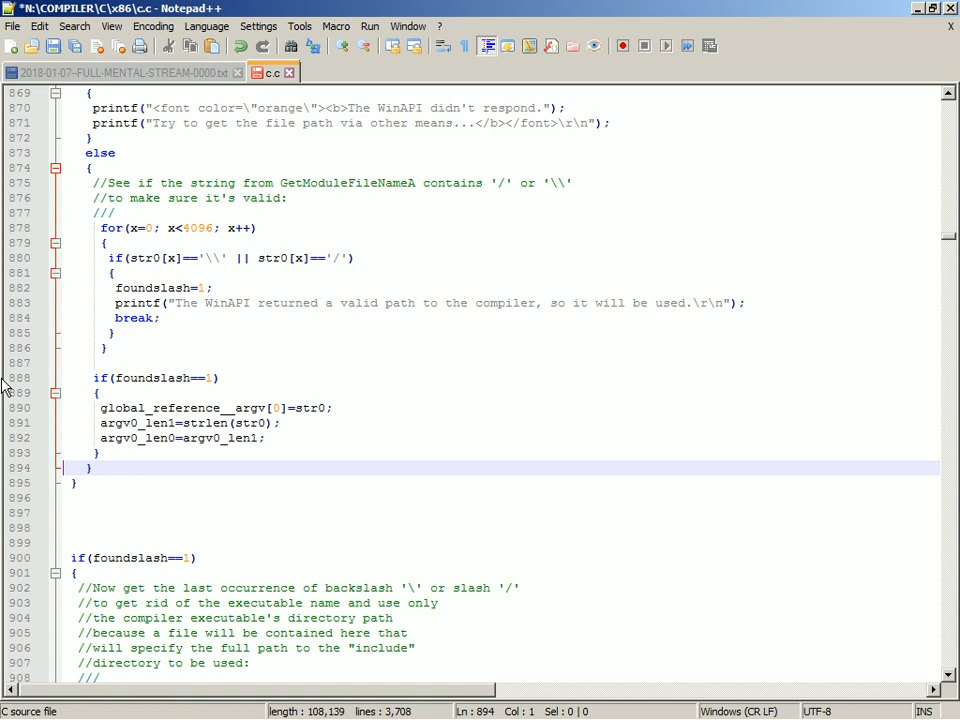 *N:\COMPILER\C\x86\c.c - Notepad++
File Edit Search View Encoding Language Settings Tools Macro Run Window ? X
2018-01-07--FULL-MENTAL-STREAM-0000.txt c.c
869 {
870 printf("<font color=\"orange\"><b>The WinAPI didn't respond.");
871 printf("Try to get the file path via other means...</b></font>\r\n");
872 }
873 else
874 {
875 //See if the string from GetModuleFileNameA contains '/' or '\\'
876 //to make sure it's valid:
877 ///
878 for(x=0; x<4096; x++)
879 {
880 if(str0[x]=='\\' || str0[x]=='/')
881 {
882 foundslash=1;
883 printf("The WinAPI returned a valid path to the compiler, so it will be used.\r\n");
884 break;
885 }
886 }
887
888 if(foundslash==1)
889 {
890 global_reference__argv[0]=str0;
891 argv0_len1=strlen(str0);
892 argv0_len0=argv0_len1;
893 }
894 }
895 }
896
897
898
899
900 if(foundslash==1)
901 {
902 //Now get the last occurrence of backslash '\' or slash '/'
903 //to get rid of the executable name and use only
904 //the compiler executable's directory path
905 //because a file will be contained here that
906 //will specify the full path to the "include"
907 //directory to be used:
908 ///
C source file length : 108,139 lines : 3,708 Ln : 894 Col : 1 Sel : 0 | 0 Windows (CR LF) UTF-8 INS